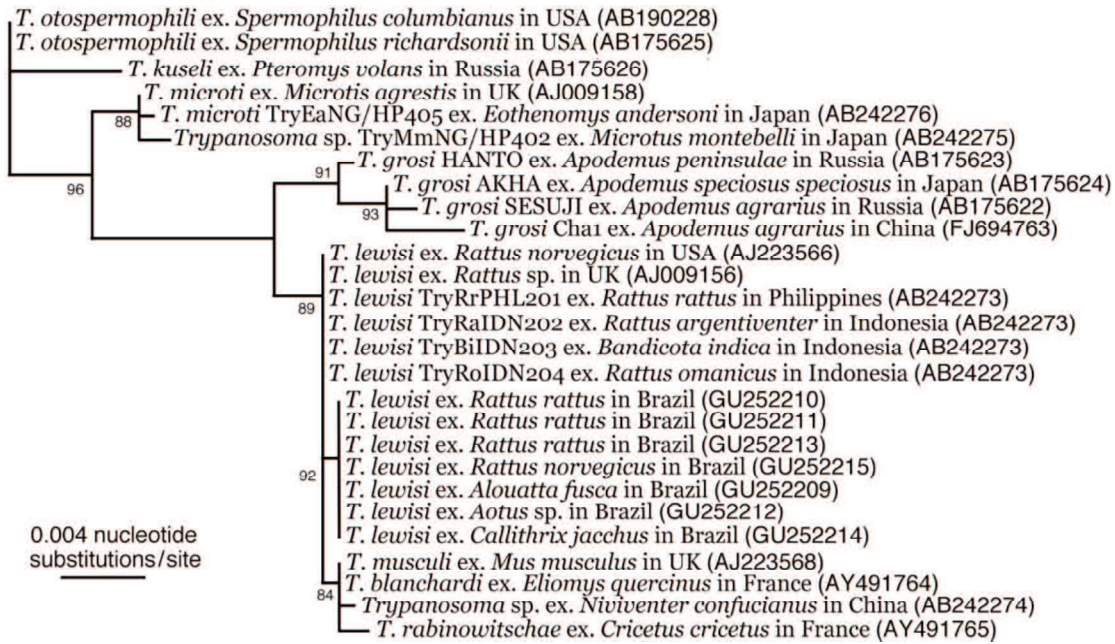 T. otospermophili ex. Spermophilus columbianus in USA (AB190228)
T. otospermophili ex. Spermophilus richardsonii in USA (AB175625)
T. kuseli ex. Pteromys volans in Russia (AB175626)
T. microti ex. Microtis agrestis in UK (AJ009158)
88
T. microti TryEaNG/HP405 ex. Eothenomys andersoni in Japan (AB242276)
Trypanosoma sp. TryMmNG/HP402 ex. Microtus montebelli in Japan (AB242275)
96
91
T. grosi HANTO ex. Apodemus peninsulae in Russia (AB175623)
T. grosi AKHA ex. Apodemus speciosus speciosus in Japan (AB175624)
93
T. grosi SESUJI ex. Apodemus agrarius in Russia (AB175622)
T. grosi Cha1 ex. Apodemus agrarius in China (FJ694763)
T. lewisi ex. Rattus norvegicus in USA (AJ223566)
T. lewisi ex. Rattus sp. in UK (AJ009156)
89
T. lewisi TryRrPHL201 ex. Rattus rattus in Philippines (AB242273)
T. lewisi TryRaIDN202 ex. Rattus argentiventer in Indonesia (AB242273)
T. lewisi TryBiIDN203 ex. Bandicota indica in Indonesia (AB242273)
T. lewisi TryRoIDN204 ex. Rattus omanicus in Indonesia (AB242273)
T. lewisi ex. Rattus rattus in Brazil (GU252210)
T. lewisi ex. Rattus rattus in Brazil (GU252211)
T. lewisi ex. Rattus rattus in Brazil (GU252213)
92
T. lewisi ex. Rattus norvegicus in Brazil (GU252215)
T. lewisi ex. Alouatta fusca in Brazil (GU252209)
T. lewisi ex. Aotus sp. in Brazil (GU252212)
T. lewisi ex. Callithrix jacchus in Brazil (GU252214)
T. musculi ex. Mus musculus in UK (AJ223568)
T. blanchardi ex. Eliomys quercinus in France (AY491764)
84
Trypanosoma sp. ex. Niviventer confucianus in China (AB242274)
T. rabinowitschae ex. Cricetus cricetus in France (AY491765)
0.004 nucleotide
substitutions/site